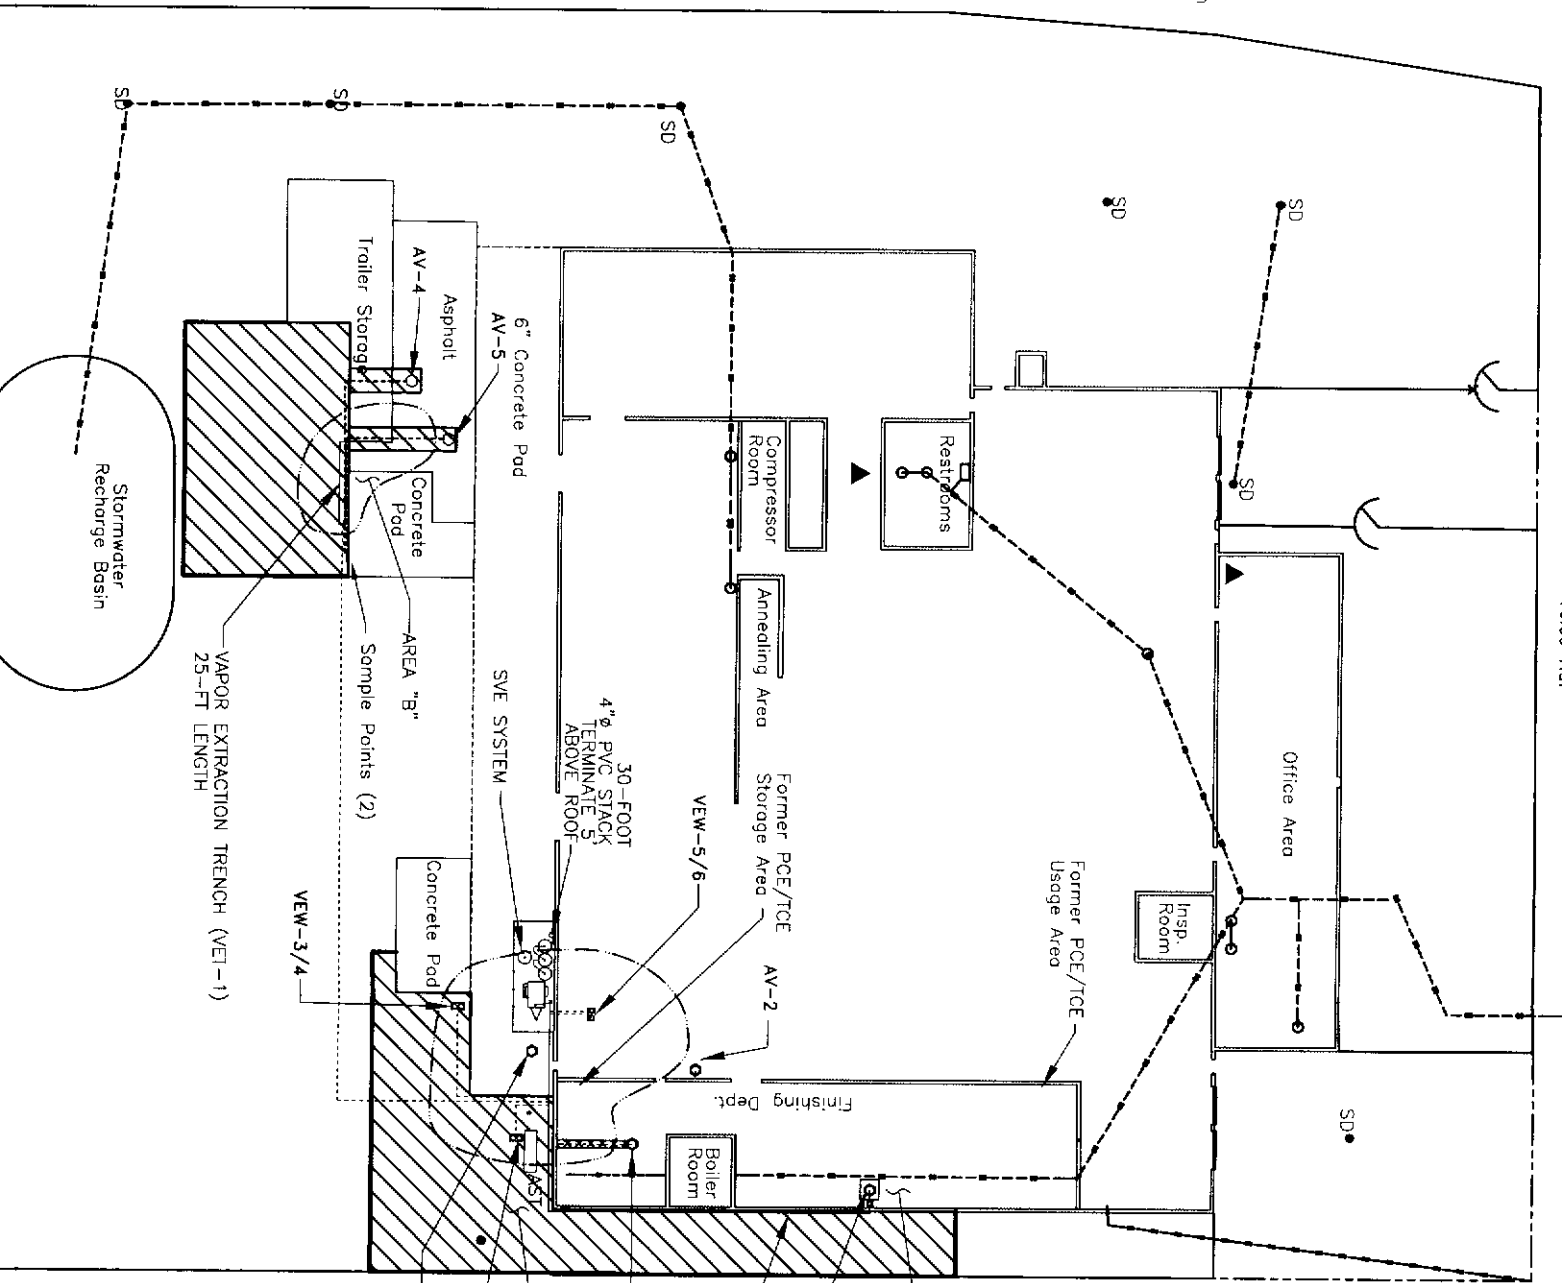 SD
SD
SD
SD
SD
SD
SD
Trailer Storage
AV-4
Asphalt
6" Concrete Pad
AV-5
Concrete
Pad
Stormwater
Recharge Basin
AREA "B"
Sample Points (2)
VAPOR EXTRACTION TRENCH (VET-1)
25-FT LENGTH
Compressor
Room
Restrooms
Annealing Area
Office Area
SVE SYSTEM
30-FOOT
4"ø PVC STACK
TERMINATE 5'
ABOVE ROOF
VEW-5/6
Former PCE/TCE
Storage Area
AV-2
Former PCE/TCE
Usage Area
Insp.
Room
VEW-3/4
Concrete Pad
Finishing Dept.
Boiler
Room
AST